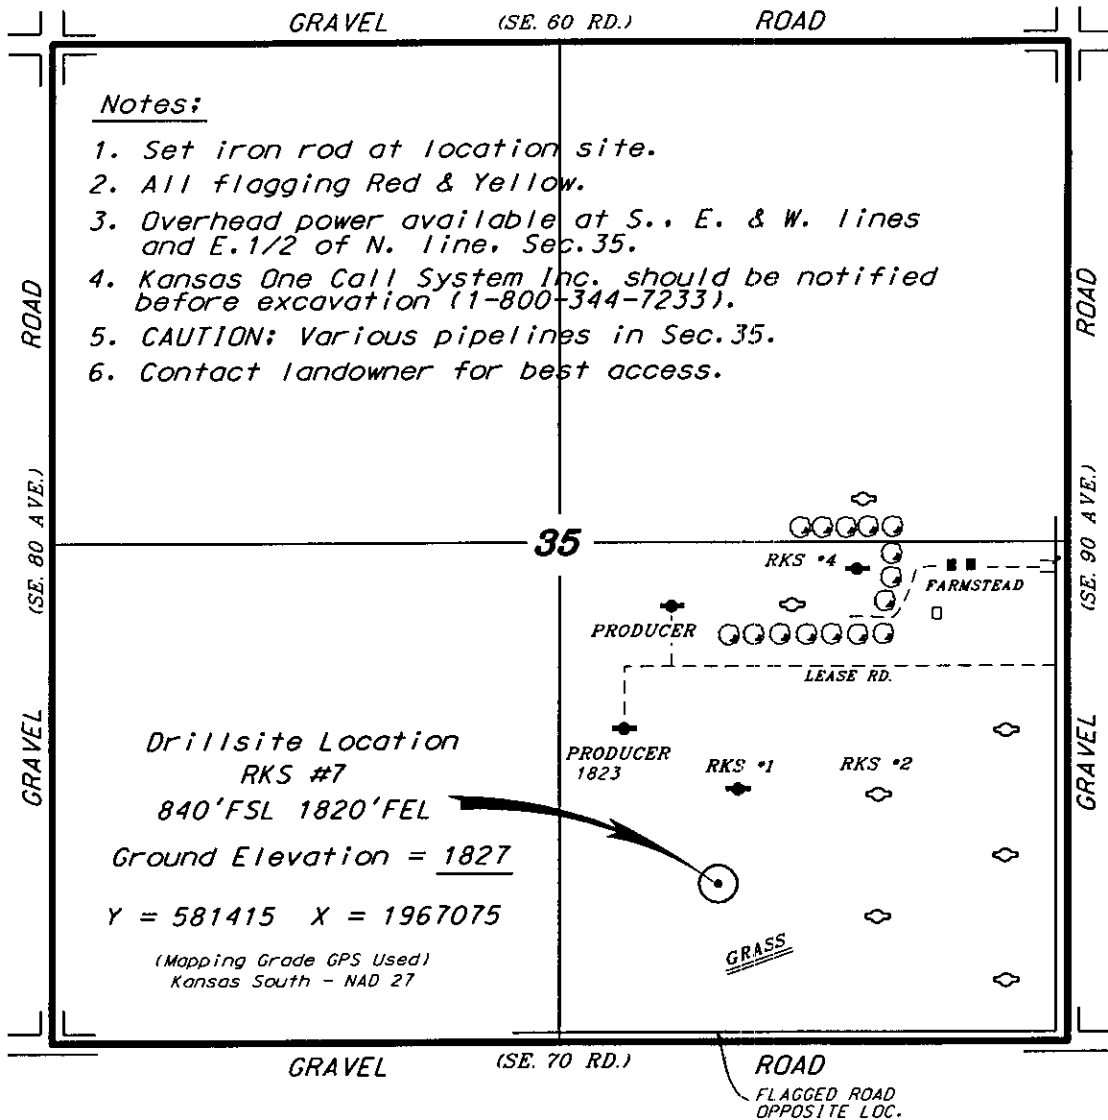 GRAVEL (SE. 60 RD.) ROAD
Notes:
1. Set iron rod at location site.
2. All flagging Red & Yellow.
3. Overhead power available at S., E. & W. lines
and E.1/2 of N. line, Sec.35.
4. Kansas One Call System Inc. should be notified
before excavation (1-800-344-7233).
5. CAUTION: Various pipelines in Sec.35.
6. Contact landowner for best access.
ROAD
(SE. 80 AVE.)
GRAVEL
ROAD
(SE. 90 AVE.)
GRAVEL
35
RKS #4
FARMSTEAD
PRODUCER
LEASE RD.
PRODUCER
1823
RKS #1
RKS #2
Drillsite Location
RKS #7
840'FSL 1820'FEL
Ground Elevation = 1827
Y = 581415 X = 1967075
(Mapping Grade GPS Used)
Kansas South - NAD 27
GRASS
GRAVEL (SE. 70 RD.) ROAD
FLAGGED ROAD
OPPOSITE LOC.